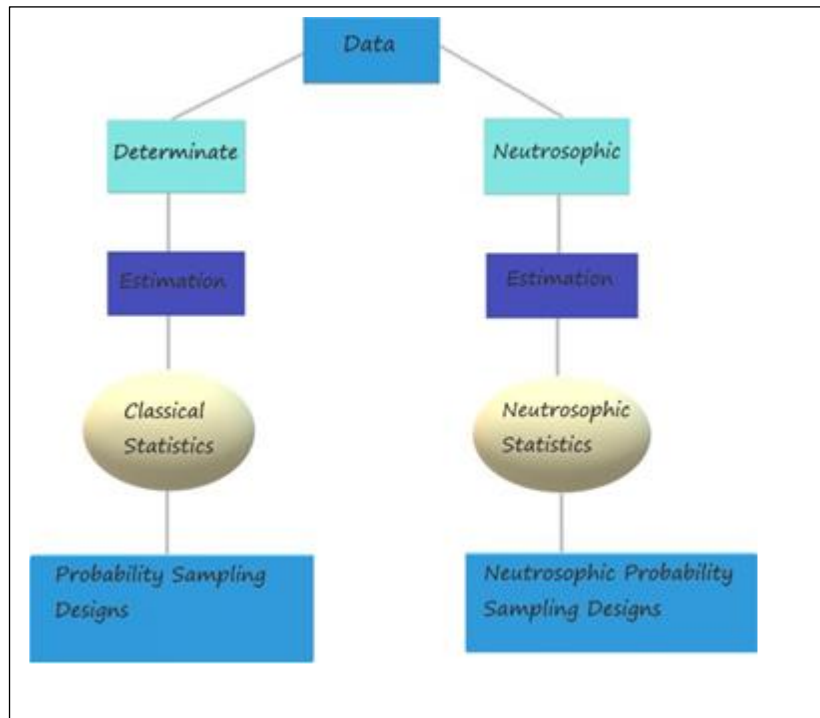 Data
Determinate
Neutrosophic
Estimation
Estimation
Classical
Statistics
Neutrosophic
Statistics
Probability Sampling
Designs
Neutrosophic Probability
Sampling Designs